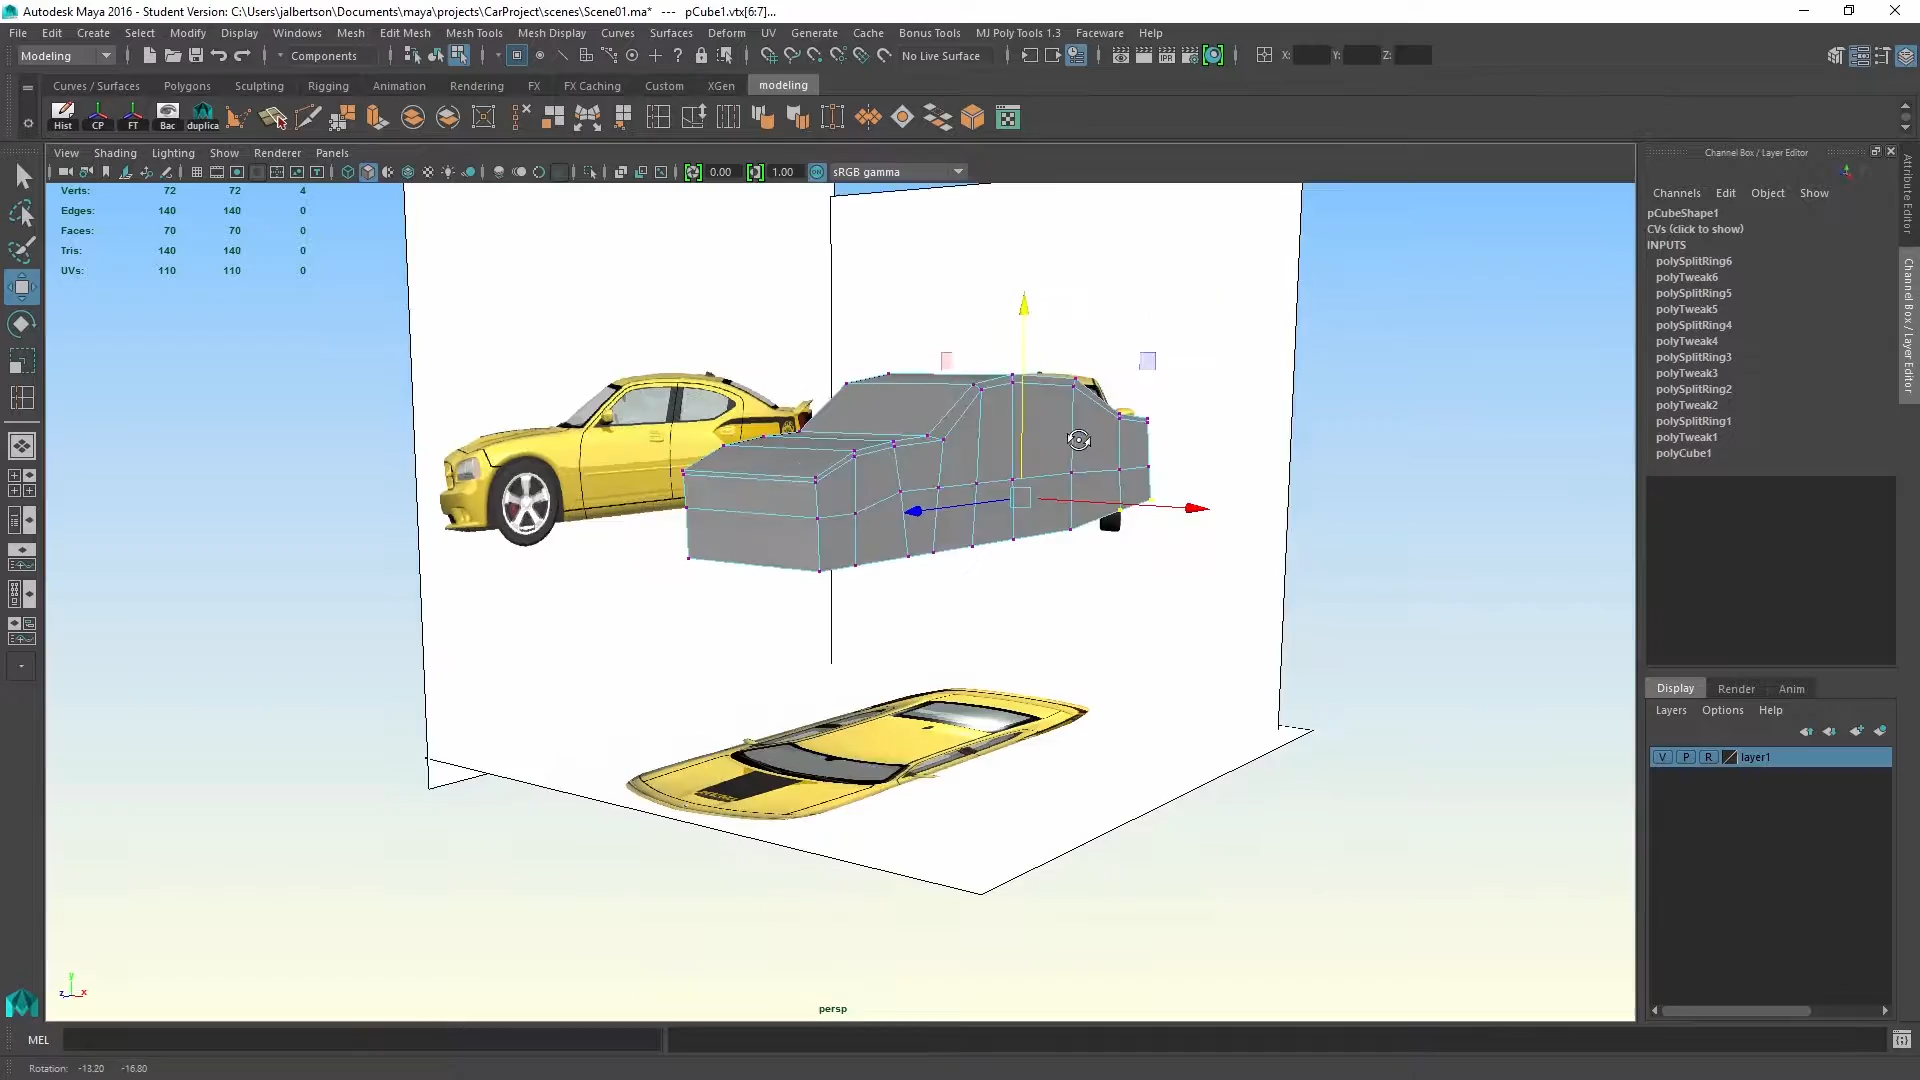 Autodesk Maya 2016 - Student Version: C:\Users\jalbertson\Documents\maya\projects\CarProject\scenes\Scene01.ma* --- pCube1.vtx[6:7]...
File Edit Create Select Modify Display Windows Mesh Edit Mesh Mesh Tools Mesh Display Curves Surfaces Deform UV Generate Cache Bonus Tools MJ Poly Tools 1.3 Faceware Help
Modeling Components No Live Surface X: Y: Z:
Curves / Surfaces Polygons Sculpting Rigging Animation Rendering FX FX Caching Custom XGen modeling
Hist CP FT Bac duplica
View Shading Lighting Show Renderer Panels
0.00 1.00 ON sRGB gamma
Verts: 72 72 4
Edges: 140 140 0
Faces: 70 70 0
Tris: 140 140 0
UVs: 110 110 0
persp
y
z x
Channel Box / Layer Editor
Channels Edit Object Show
pCubeShape1
CVs (click to show)
INPUTS
polySplitRing6
polyTweak6
polySplitRing5
polyTweak5
polySplitRing4
polyTweak4
polySplitRing3
polyTweak3
polySplitRing2
polyTweak2
polySplitRing1
polyTweak1
polyCube1
Display Render Anim
Layers Options Help
V P R layer1
Attribute Editor
Channel Box / Layer Editor
MEL
Rotation: -13.20 -16.80